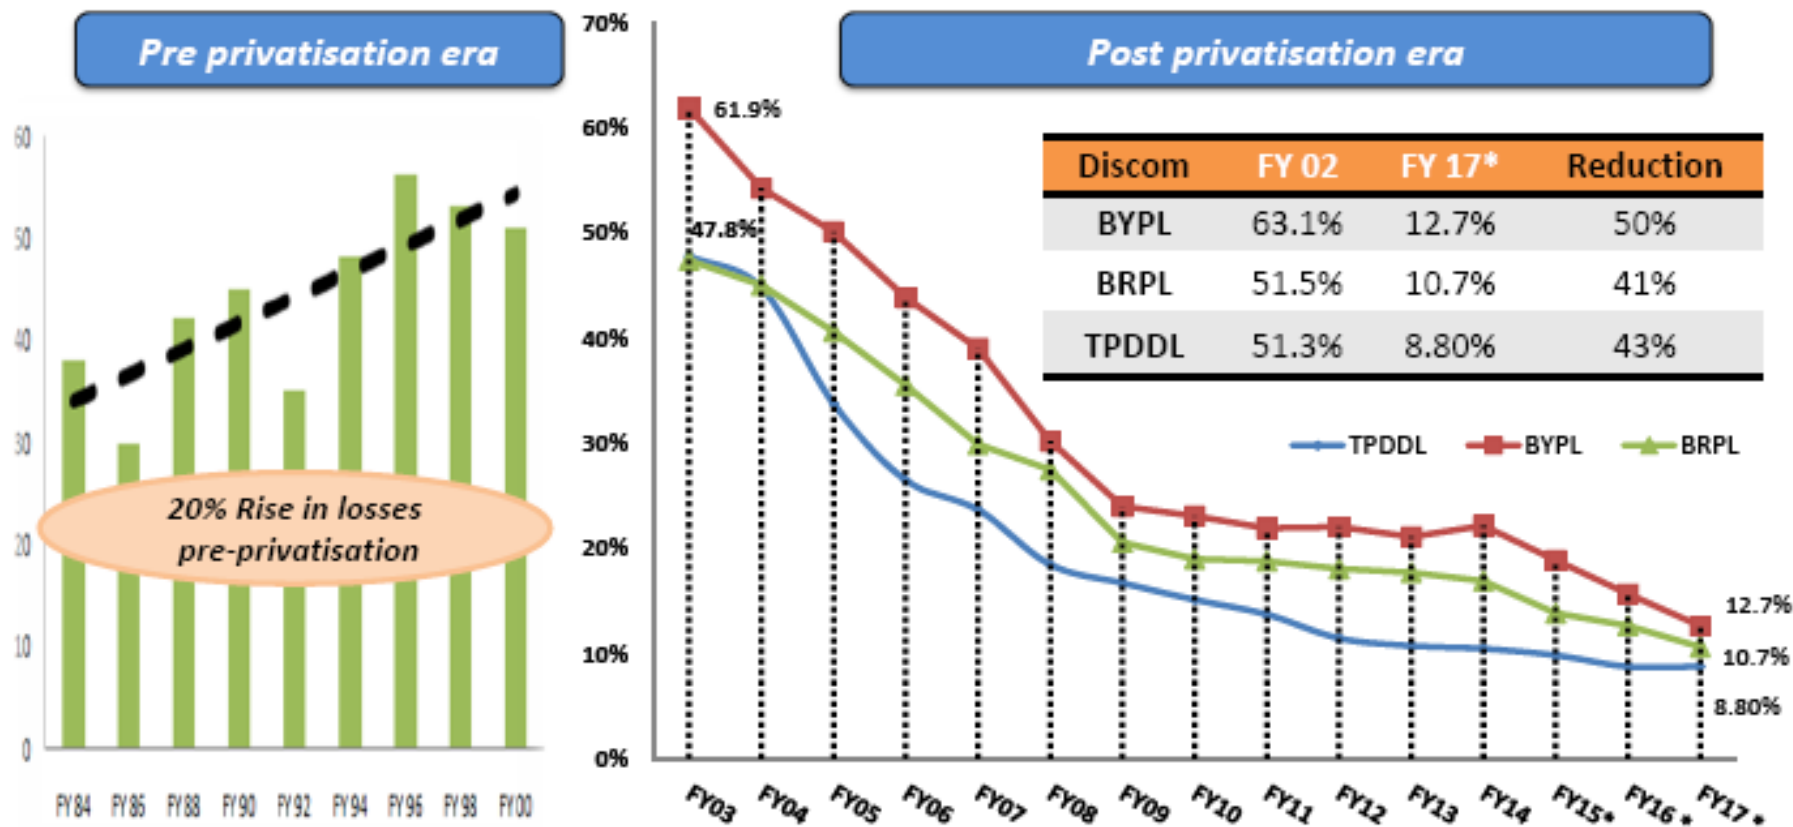 Pre privatisation era
60
50
40
30
20
10
0
20% Rise in losses
pre-privatisation
FY84 FY86 FY88 FY90 FY92 FY94 FY96 FY98 FY00
Post privatisation era
70%
60%
50%
40%
30%
20%
10%
0%
61.9%
47.8%
Discom FY 02 FY 17* Reduction
BYPL 63.1% 12.7% 50%
BRPL 51.5% 10.7% 41%
TPDDL 51.3% 8.80% 43%
TPDDL BYPL BRPL
12.7%
10.7%
8.80%
FY03 FY04 FY05 FY06 FY07 FY08 FY09 FY10 FY11 FY12 FY13 FY14 FY15* FY16 * FY17 *